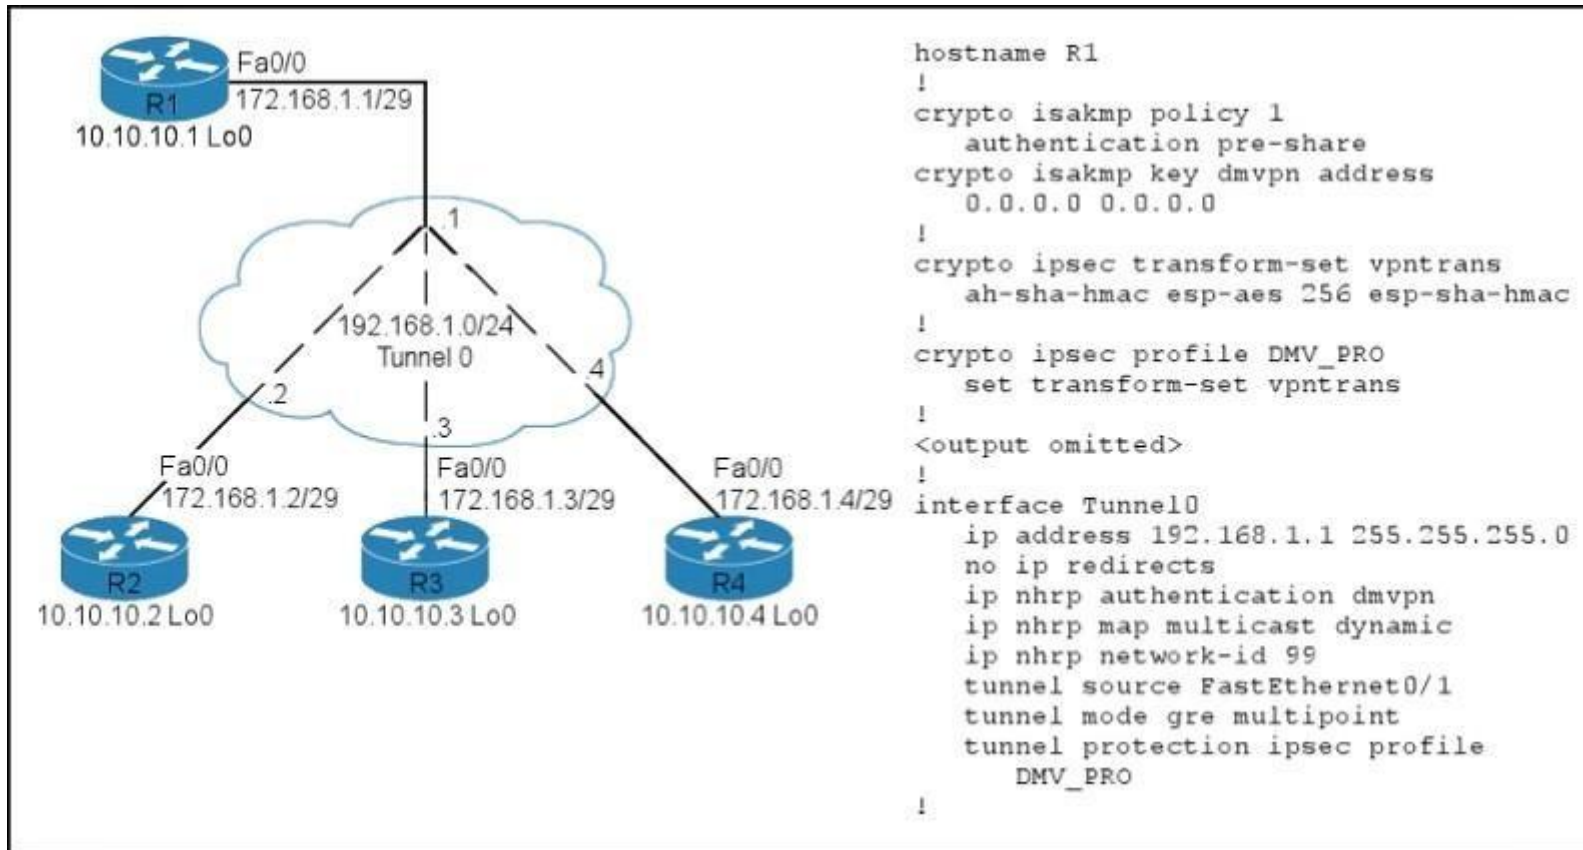 Fa0/0
172.168.1.1/29
R1
10.10.10.1 Lo0
.1
192.168.1.0/24
Tunnel 0
.2
.3
.4
Fa0/0
172.168.1.2/29
R2
10.10.10.2 Lo0
Fa0/0
172.168.1.3/29
R3
10.10.10.3 Lo0
Fa0/0
172.168.1.4/29
R4
10.10.10.4 Lo0
hostname R1
!
crypto isakmp policy 1
authentication pre-share
crypto isakmp key dmvpn address
0.0.0.0 0.0.0.0
!
crypto ipsec transform-set vpntrans
ah-sha-hmac esp-aes 256 esp-sha-hmac
!
crypto ipsec profile DMV_PRO
set transform-set vpntrans
!
<output omitted>
!
interface Tunnel0
ip address 192.168.1.1 255.255.255.0
no ip redirects
ip nhrp authentication dmvpn
ip nhrp map multicast dynamic
ip nhrp network-id 99
tunnel source FastEthernet0/1
tunnel mode gre multipoint
tunnel protection ipsec profile
DMV_PRO
!